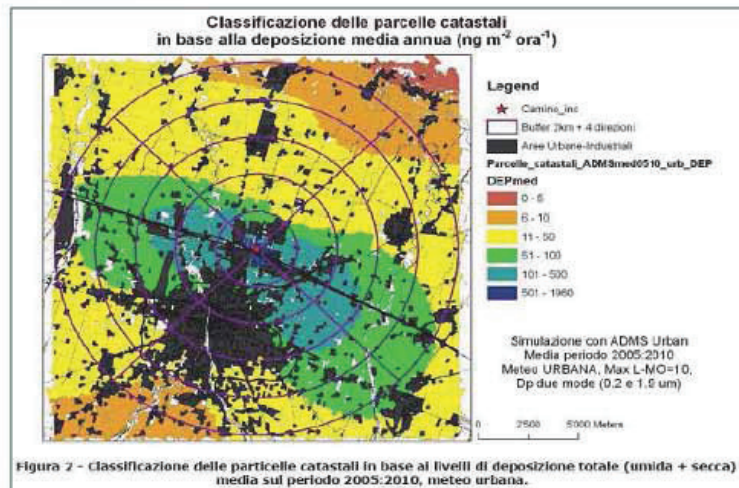 Classificazione delle parcelle catastali
in base alla deposizione media annua (ng m-2 ora-1)
Legend
Camino_inc
Buffer 2km + 4 direzioni
Aree Urbane-Industriali
Parcelle_catastali_ADMSmed0510_urb_DEP
DEPmed
0 - 5
6 - 10
11 - 50
51 - 100
101 - 500
501 - 1960
Simulazione con ADMS Urban
Media periodo 2005:2010
Meteo URBANA, Max L-MO=10,
Dp due mode (0.2 e 1.9 um)
0 2500 5000 Meters
Figura 2 - Classificazione delle particelle catastali in base ai livelli di deposizione totale (umida + secca)
media sul periodo 2005:2010, meteo urbana.